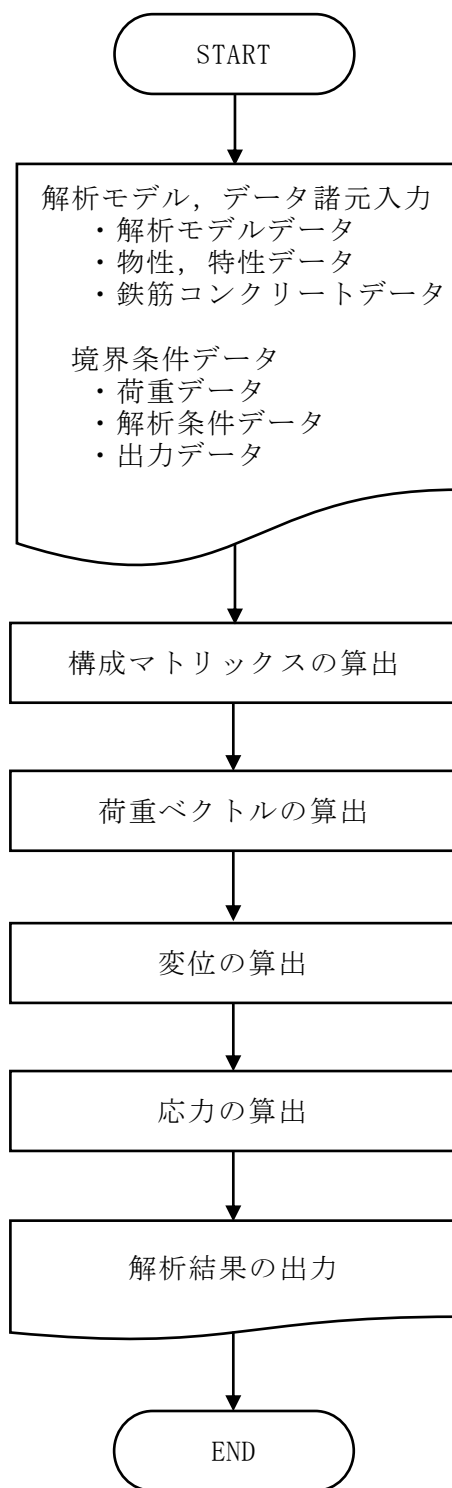 START
解析モデル，データ諸元入力
・解析モデルデータ
・物性，特性データ
・鉄筋コンクリートデータ
境界条件データ
・荷重データ
・解析条件データ
・出力データ
構成マトリックスの算出
荷重ベクトルの算出
変位の算出
応力の算出
解析結果の出力
END